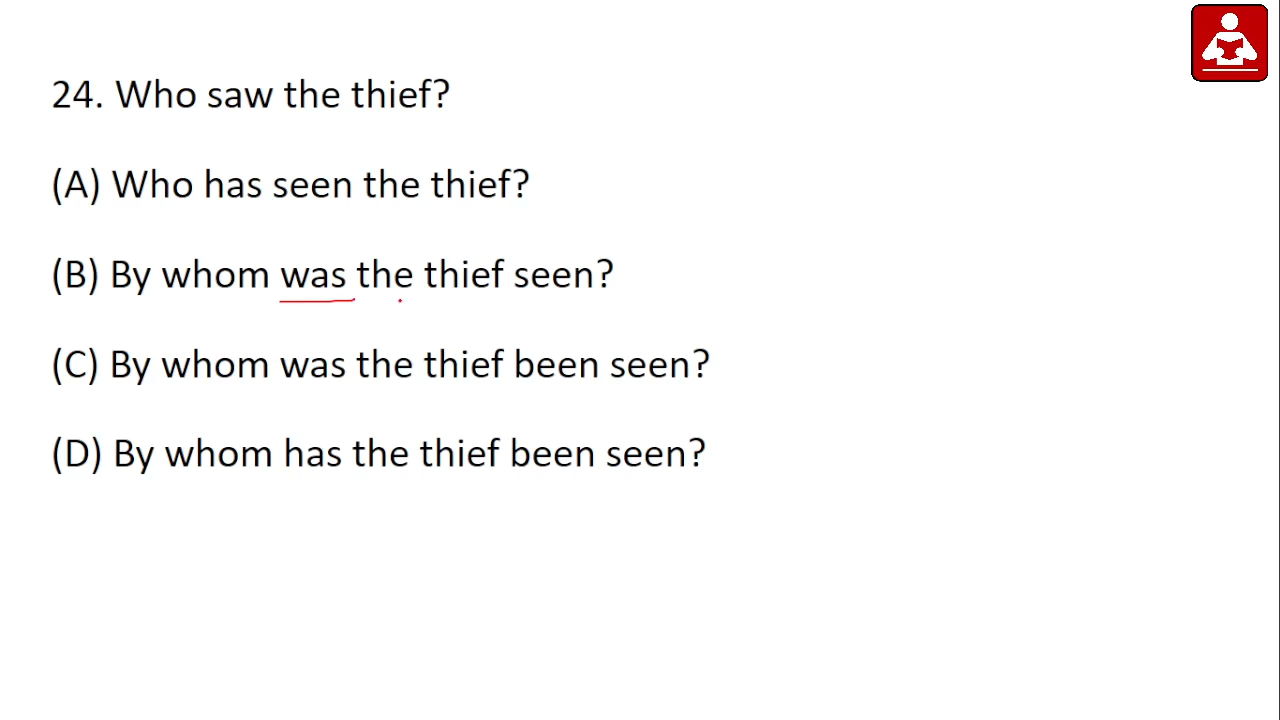 24. Who saw the thief?
(A) Who has seen the thief?
(B) By whom was the thief seen?
(C) By whom was the thief been seen?
(D) By whom has the thief been seen?